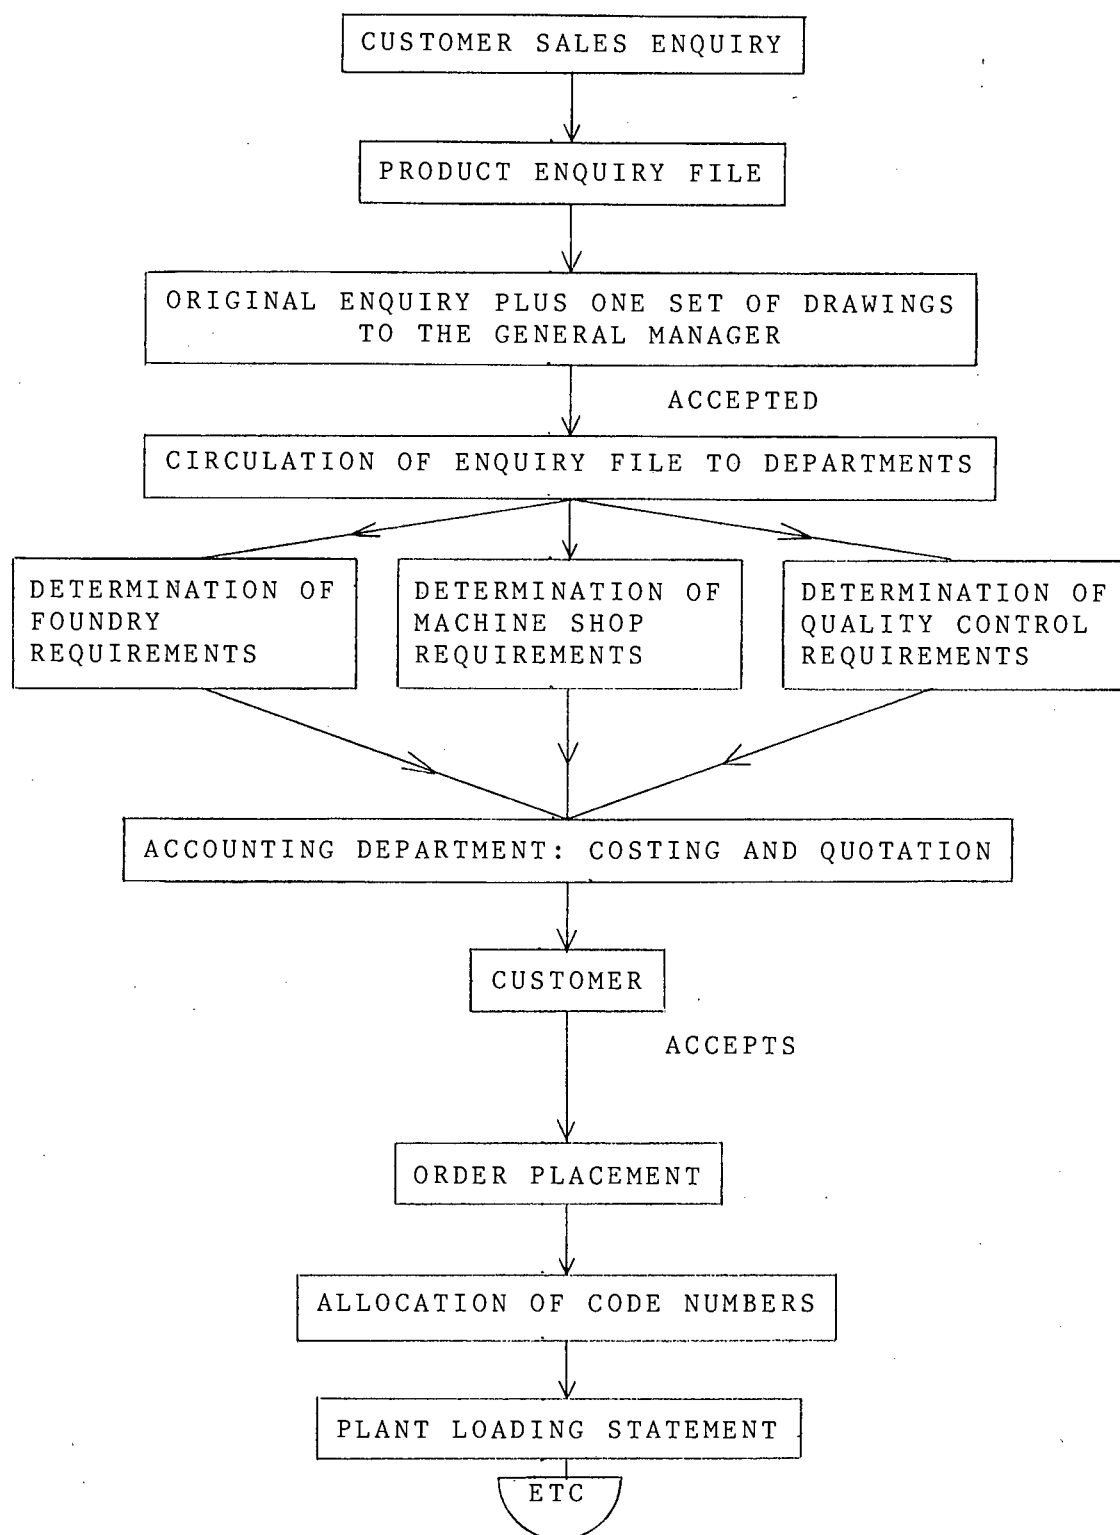 CUSTOMER SALES ENQUIRY
PRODUCT ENQUIRY FILE
ORIGINAL ENQUIRY PLUS ONE SET OF DRAWINGS
TO THE GENERAL MANAGER
ACCEPTED
CIRCULATION OF ENQUIRY FILE TO DEPARTMENTS
DETERMINATION OF
FOUNDRY
REQUIREMENTS
DETERMINATION OF
MACHINE SHOP
REQUIREMENTS
DETERMINATION OF
QUALITY CONTROL
REQUIREMENTS
ACCOUNTING DEPARTMENT: COSTING AND QUOTATION
CUSTOMER
ACCEPTS
ORDER PLACEMENT
ALLOCATION OF CODE NUMBERS
PLANT LOADING STATEMENT
ETC